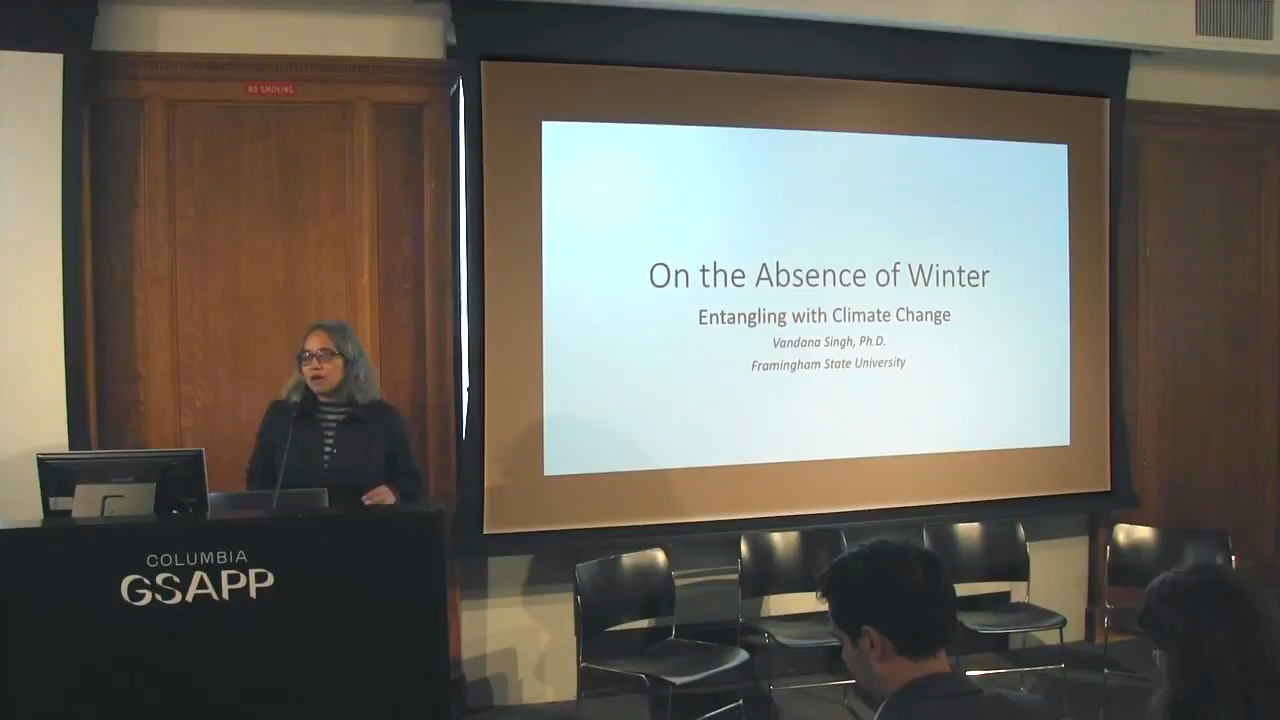 NO SMOKING
On the Absence of Winter
Entangling with Climate Change
Vandana Singh, Ph.D.
Framingham State University
COLUMBIA
GSAPP